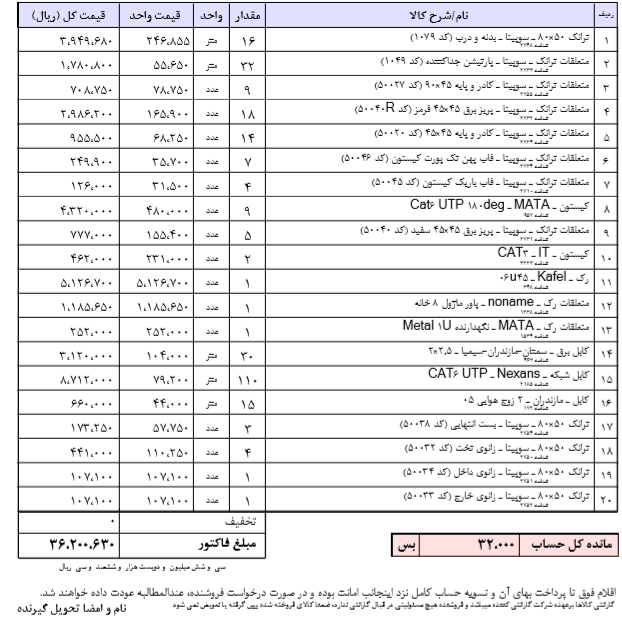 ردیف نام/شرح کالا مقدار واحد قیمت واحد قیمت کل (ریال)
۱ ترانک ۵۰×۸۰ ـ سوپیتا ـ بدنه و درب (کد ۱۰۷۹) ۱۶ متر ۲۴۶،۸۵۵ ۳،۹۴۹،۶۸۰
۲ متعلقات ترانک ـ سوپیتا ـ پارتیشن جداکننده (کد ۱۰۴۹) ۳۲ متر ۵۵،۶۵۰ ۱،۷۸۰،۸۰۰
۳ متعلقات ترانک ـ سوپیتا ـ کادر و پایه ۴۵×۹۰ (کد ۵۰۰۲۷) ۹ عدد ۷۸،۷۵۰ ۷۰۸،۷۵۰
۴ متعلقات ترانک ـ سوپیتا ـ پریز برق ۴۵×۴۵ قرمز (کد ۵۰۰۴۰R) ۱۸ عدد ۱۶۵،۹۰۰ ۲،۹۸۶،۲۰۰
۵ متعلقات ترانک ـ سوپیتا ـ کادر و پایه ۴۵×۴۵ (کد ۵۰۰۲۰) ۱۴ عدد ۶۸،۲۵۰ ۹۵۵،۵۰۰
۶ متعلقات ترانک ـ سوپیتا ـ قاب پهن تک پورت کیستون (کد ۵۰۰۴۶) ۷ عدد ۳۵،۷۰۰ ۲۴۹،۹۰۰
۷ متعلقات ترانک ـ سوپیتا ـ قاب باریک کیستون (کد ۵۰۰۴۵) ۴ عدد ۳۱،۵۰۰ ۱۲۶،۰۰۰
۸ کیستون ـ MATA ـ Cat۶ UTP ۱۸۰deg ۹ عدد ۴۸۰،۰۰۰ ۴،۳۲۰،۰۰۰
۹ متعلقات ترانک ـ سوپیتا ـ پریز برق ۴۵×۴۵ سفید (کد ۵۰۰۴۰) ۵ عدد ۱۵۵،۴۰۰ ۷۷۷،۰۰۰
۱۰ کیستون ـ IT ـ CAT۳ ۲ عدد ۲۳۱،۰۰۰ ۴۶۲،۰۰۰
۱۱ رک ـ Kafel ـ ۰۶u۴۵ ۱ عدد ۵،۱۲۶،۷۰۰ ۵،۱۲۶،۷۰۰
۱۲ متعلقات رک ـ noname ـ پاور ماژول ۸ خانه ۱ عدد ۱،۱۸۵،۶۵۰ ۱،۱۸۵،۶۵۰
۱۳ متعلقات رک ـ MATA ـ نگهدارنده Metal ۱U ۱ عدد ۲۵۲،۰۰۰ ۲۵۲،۰۰۰
۱۴ کابل برق ـ سمنان-مازندران-سیمیا ـ ۲×۲,۵ ۳۰ متر ۱۰۴،۰۰۰ ۳،۱۲۰،۰۰۰
۱۵ کابل شبکه ـ Nexans ـ CAT۶ UTP ۱۱۰ متر ۷۹،۲۰۰ ۸،۷۱۲،۰۰۰
۱۶ کابل ـ مازندران ـ ۲ زوج هوایی ۰۵ ۱۵ متر ۴۴،۰۰۰ ۶۶۰،۰۰۰
۱۷ ترانک ۵۰×۸۰ ـ سوپیتا ـ بست انتهایی (کد ۵۰۰۳۸) ۳ عدد ۵۷،۷۵۰ ۱۷۳،۲۵۰
۱۸ ترانک ۵۰×۸۰ ـ سوپیتا ـ زانوی تخت (کد ۵۰۰۳۲) ۴ عدد ۱۱۰،۲۵۰ ۴۴۱،۰۰۰
۱۹ ترانک ۵۰×۸۰ ـ سوپیتا ـ زانوی داخل (کد ۵۰۰۳۴) ۱ عدد ۱۰۷،۱۰۰ ۱۰۷،۱۰۰
۲۰ ترانک ۵۰×۸۰ ـ سوپیتا ـ زانوی خارج (کد ۵۰۰۳۳) ۱ عدد ۱۰۷،۱۰۰ ۱۰۷،۱۰۰
تخفیف ۰
مانده کل حساب ۳۲،۰۰۰ بس مبلغ فاکتور ۳۶،۲۰۰،۶۳۰
سی و شش میلیون و دویست هزار و ششصد و سی ریال
اقلام فوق تا پرداخت بهای آن و تسویه حساب کامل نزد اینجانب امانت بوده و در صورت درخواست فروشنده، عندالمطالبه عودت داده خواهند شد.
گارانتی کالاها برعهده شرکت گارانتی کننده میباشد و فروشنده هیچ مسئولیتی در قبال گارانتی ندارد، ضمنا کالای فروخته شده پس گرفته یا تعویض نمی شود
نام و امضا تحویل گیرنده